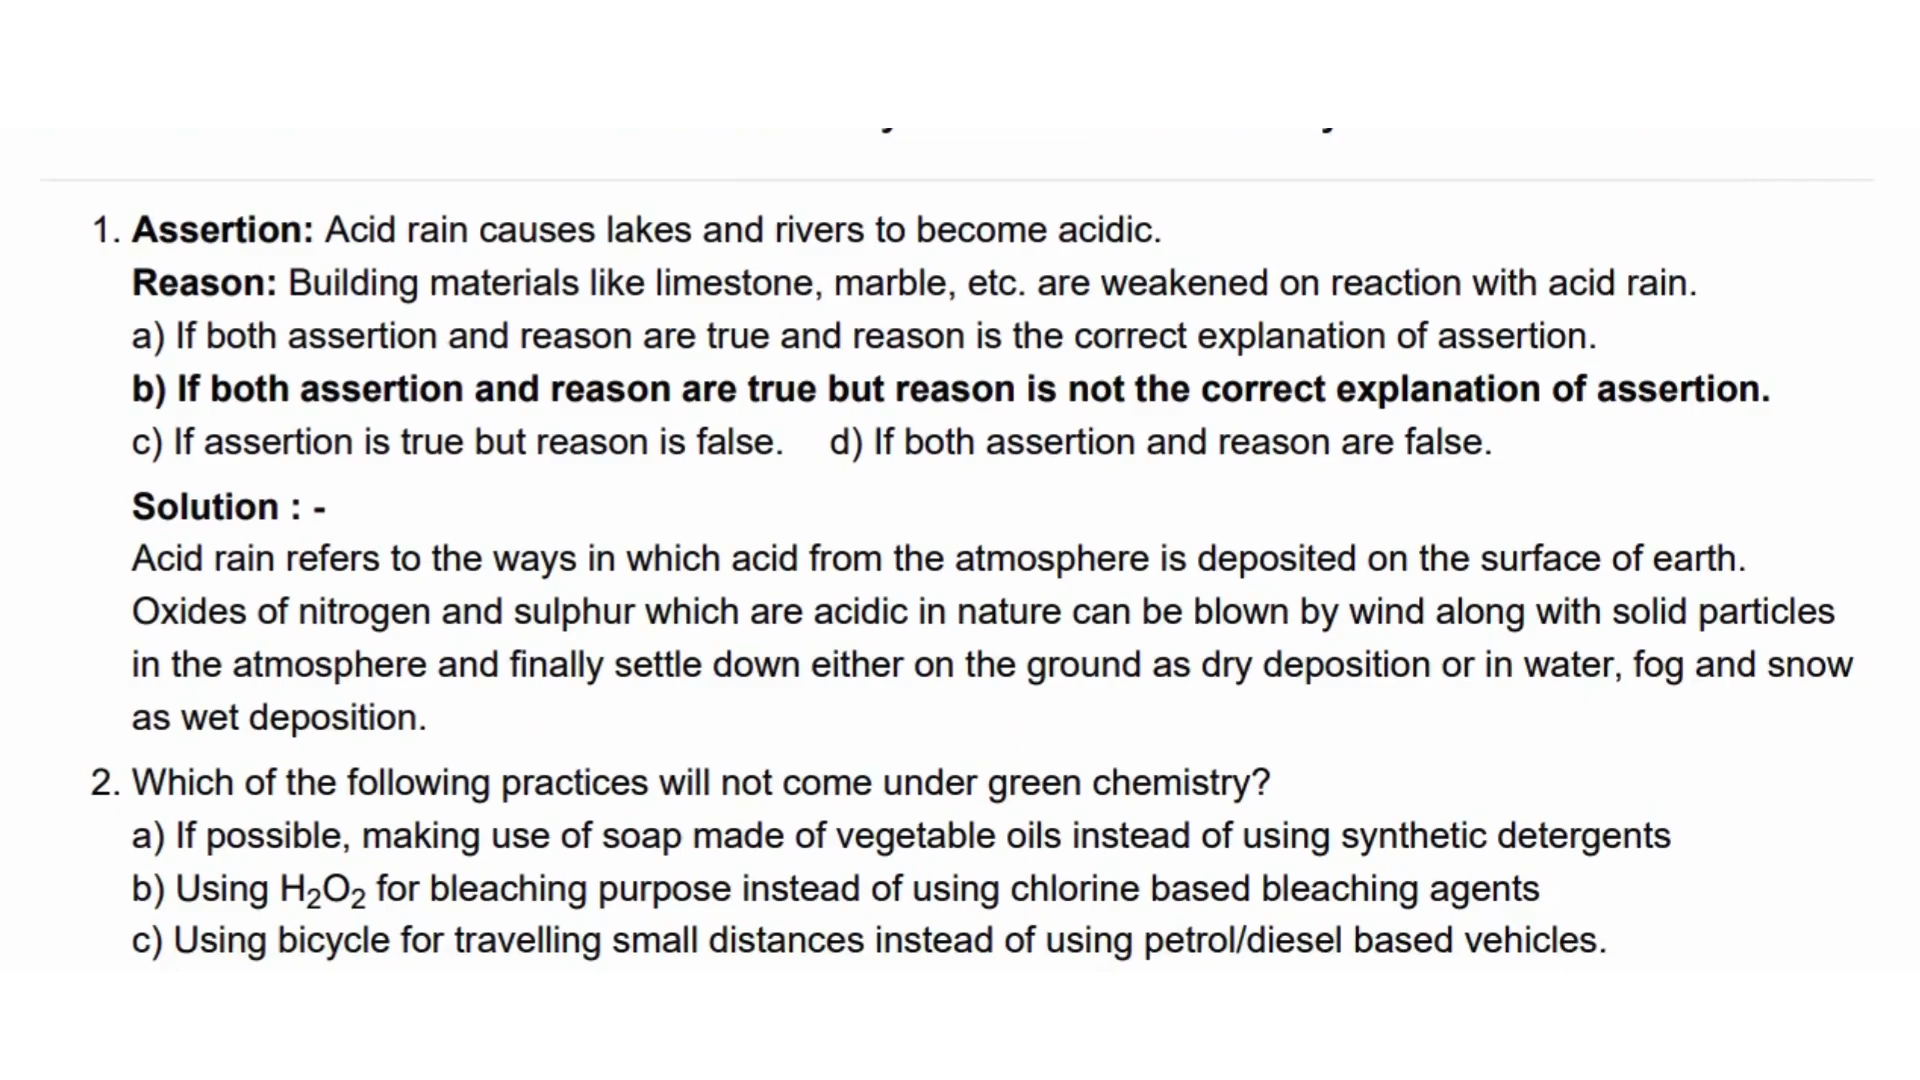 1. Assertion: Acid rain causes lakes and rivers to become acidic.
Reason: Building materials like limestone, marble, etc. are weakened on reaction with acid rain.
a) If both assertion and reason are true and reason is the correct explanation of assertion.
b) If both assertion and reason are true but reason is not the correct explanation of assertion.
c) If assertion is true but reason is false. d) If both assertion and reason are false.
Solution : -
Acid rain refers to the ways in which acid from the atmosphere is deposited on the surface of earth.
Oxides of nitrogen and sulphur which are acidic in nature can be blown by wind along with solid particles
in the atmosphere and finally settle down either on the ground as dry deposition or in water, fog and snow
as wet deposition.
2. Which of the following practices will not come under green chemistry?
a) If possible, making use of soap made of vegetable oils instead of using synthetic detergents
b) Using H₂O₂ for bleaching purpose instead of using chlorine based bleaching agents
c) Using bicycle for travelling small distances instead of using petrol/diesel based vehicles.